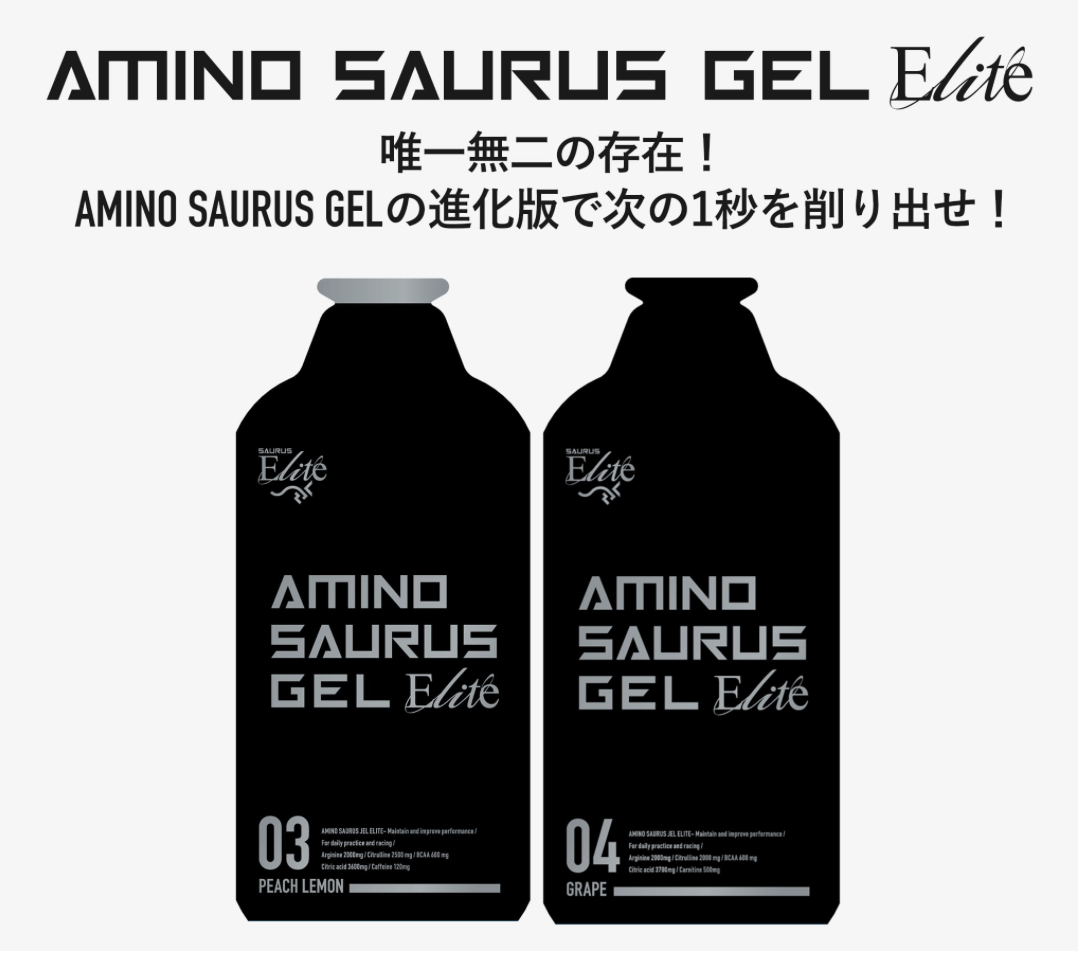 AMINO SAURUS GEL Elite
唯一無二の存在！
AMINO SAURUS GELの進化版で次の1秒を削り出せ！
SAURUS
Elite
AMINO
SAURUS
GEL Elite
03
AMINO SAURUS JEL ELITE– Maintain and improve performance /
For daily practice and racing /
Arginine 2000mg / Citrulline 2500 mg / BCAA 600 mg
Citric acid 3600mg / Caffeine 120mg
PEACH LEMON
SAURUS
Elite
AMINO
SAURUS
GEL Elite
04
AMINO SAURUS JEL ELITE– Maintain and improve performance /
For daily practice and racing /
Arginine 2003mg / Citrulline 2000 mg / BCAA 600 mg
Citric acid 3700mg / Carnitine 500mg
GRAPE